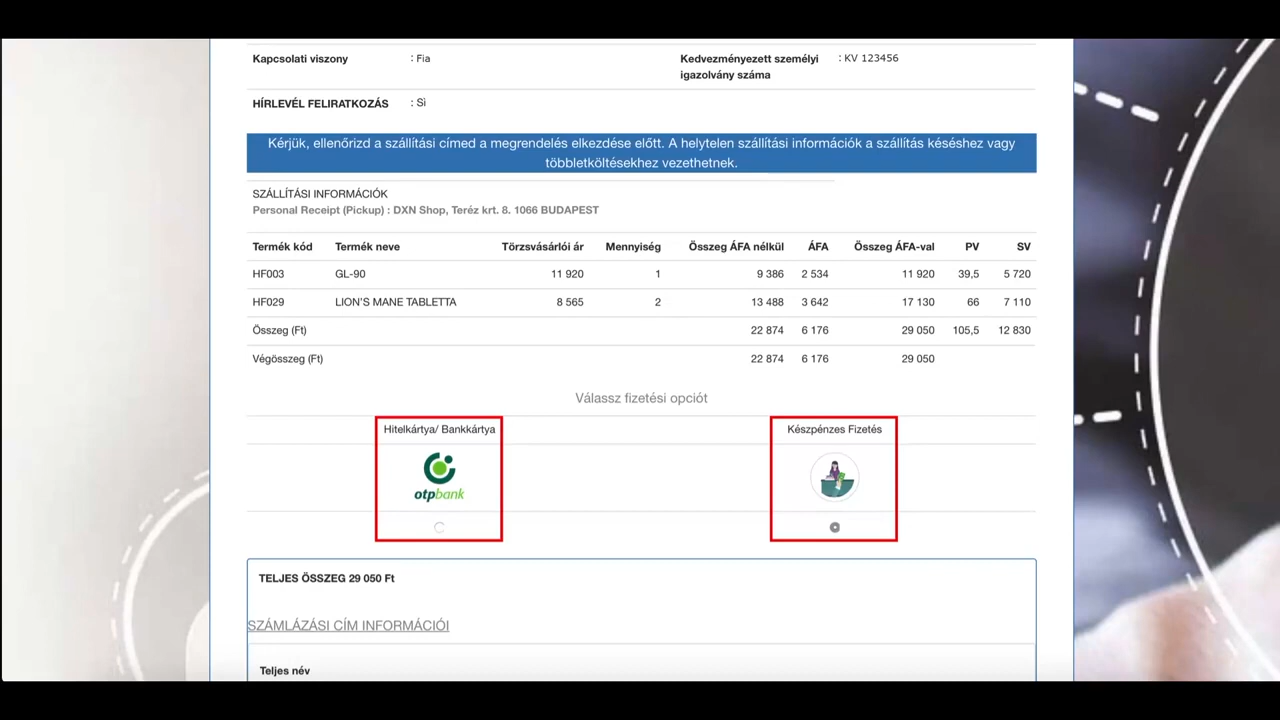 Kapcsolati viszony : Fia Kedvezményezett személyi igazolvány száma : KV 123456
HÍRLEVÉL FELIRATKOZÁS : Sì
Kérjük, ellenőrizd a szállítási címed a megrendelés elkezdése előtt. A helytelen szállítási információk a szállítás késéshez vagy
többletköltésekhez vezethetnek.
SZÁLLÍTÁSI INFORMÁCIÓK
Personal Receipt (Pickup) : DXN Shop, Teréz krt. 8. 1066 BUDAPEST
Termék kód Termék neve Törzsvásárlói ár Mennyiség Összeg ÁFA nélkül ÁFA Összeg ÁFA-val PV SV
HF003 GL-90 11 920 1 9 386 2 534 11 920 39,5 5 720
HF029 LION'S MANE TABLETTA 8 565 2 13 488 3 642 17 130 66 7 110
Összeg (Ft) 22 874 6 176 29 050 105,5 12 830
Végösszeg (Ft) 22 874 6 176 29 050
Válassz fizetési opciót
Hitelkártya/ Bankkártya Készpénzes Fizetés
otpbank
TELJES ÖSSZEG 29 050 Ft
SZÁMLÁZÁSI CÍM INFORMÁCIÓI
Teljes név